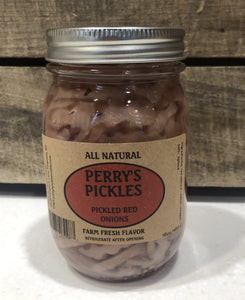 ALL NATURAL
PERRY'S
PICKLES
PICKLED RED
ONIONS
FARM FRESH FLAVOR
REFRIGERATE AFTER OPENING